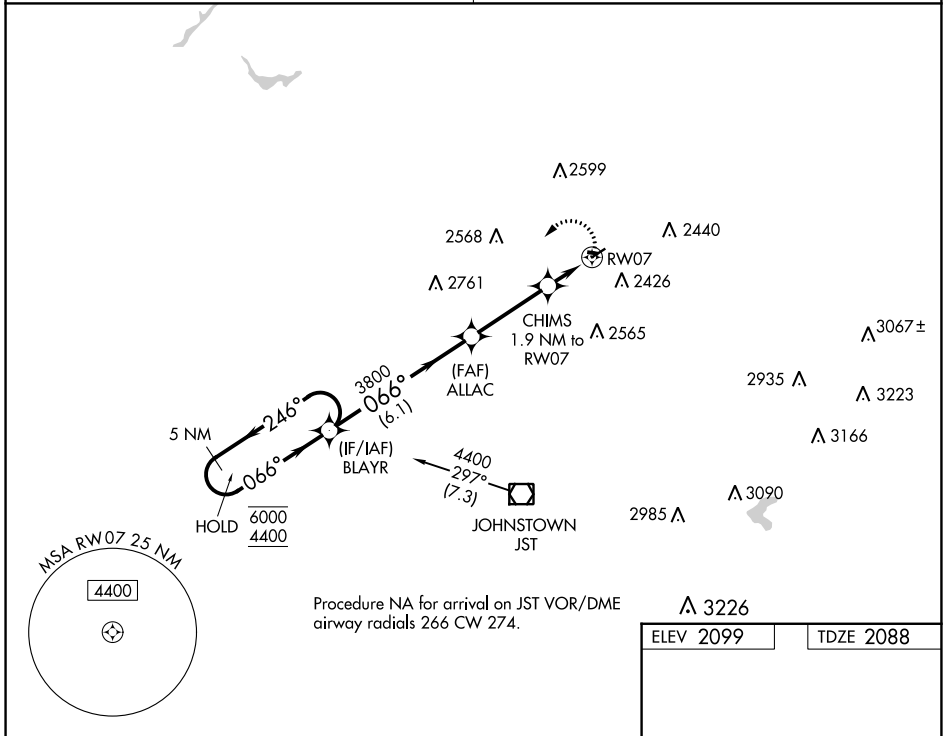 2599
2568
2440
RW07
2761
2426
CHIMS
1.9 NM to
RW07
2565
3067±
(FAF)
ALLAC
3800
066°
(6.1)
2935
3223
246°
5 NM
066°
(IF/IAF)
BLAYR
3166
4400
297°
(7.3)
HOLD
6000
4400
JOHNSTOWN
JST
3090
2985
MSA RW07 25 NM
4400
Procedure NA for arrival on JST VOR/DME
airway radials 266 CW 274.
3226
ELEV 2099
TDZE 2088